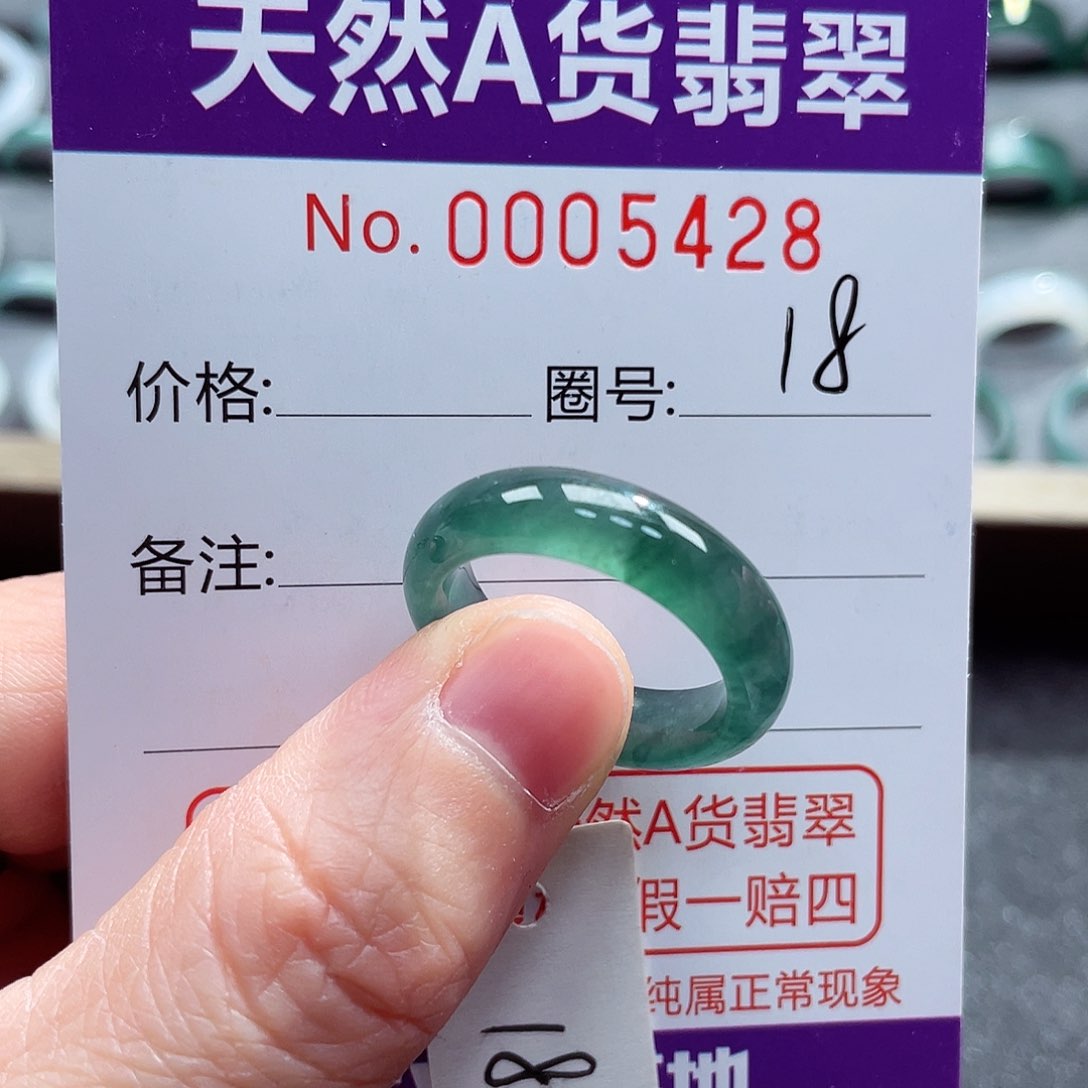 天然A货翡翠
No. 0005428
价格: 圈号: 18
备注:
然A货翡翠
假一赔四
纯属正常现象
地
18